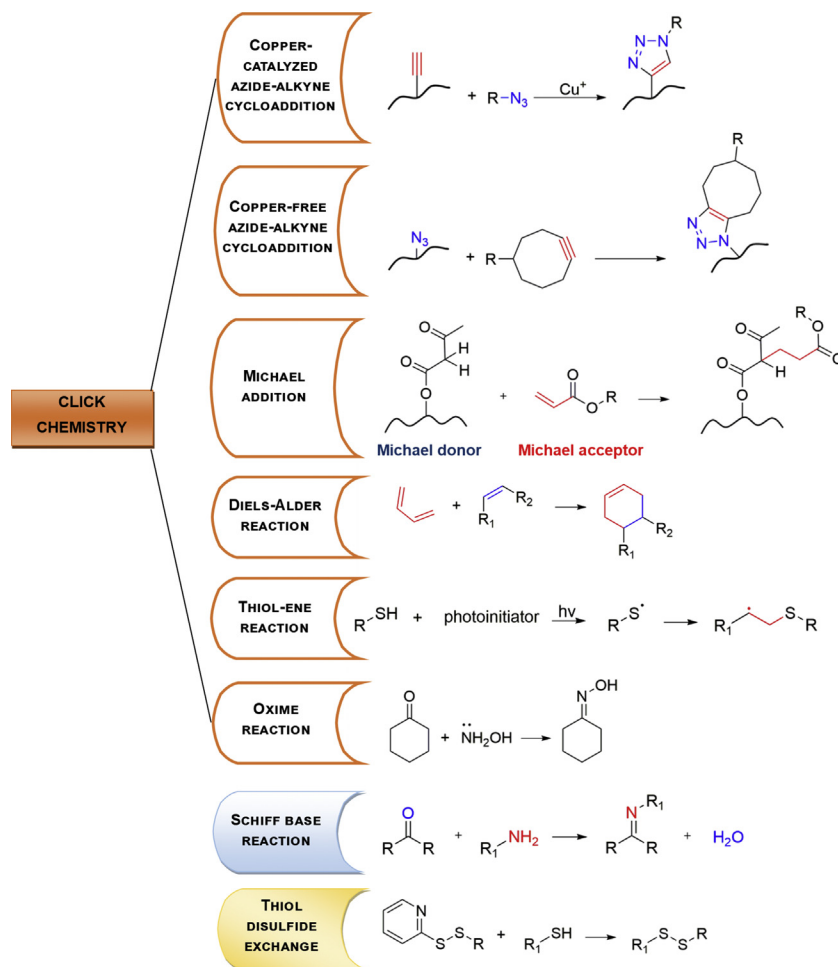 COPPER-
CATALYZED
AZIDE-ALKYNE
CYCLOADDITION
+ R–N3
Cu+
N
N
N
R
COPPER-FREE
AZIDE-ALKYNE
CYCLOADDITION
N3
+
R
R
N
N
N
CLICK
CHEMISTRY
MICHAEL
ADDITION
O
H
H
O
O
+
O
O
R
R
O
O
O
H
O
O
Michael donor
Michael acceptor
DIELS-ALDER
REACTION
+
R1
R2
R1
R2
THIOL-ENE
REACTION
R SH
+
photoinitiator
hv
R S•
R1
•
S
R
OXIME
REACTION
O
+
••
NH2OH
N OH
SCHIFF BASE
REACTION
O
R R
+
R1 NH2
N R1
R R
+
H2O
THIOL
DISULFIDE
EXCHANGE
N
S S R
+
R1 SH
R1 S S R